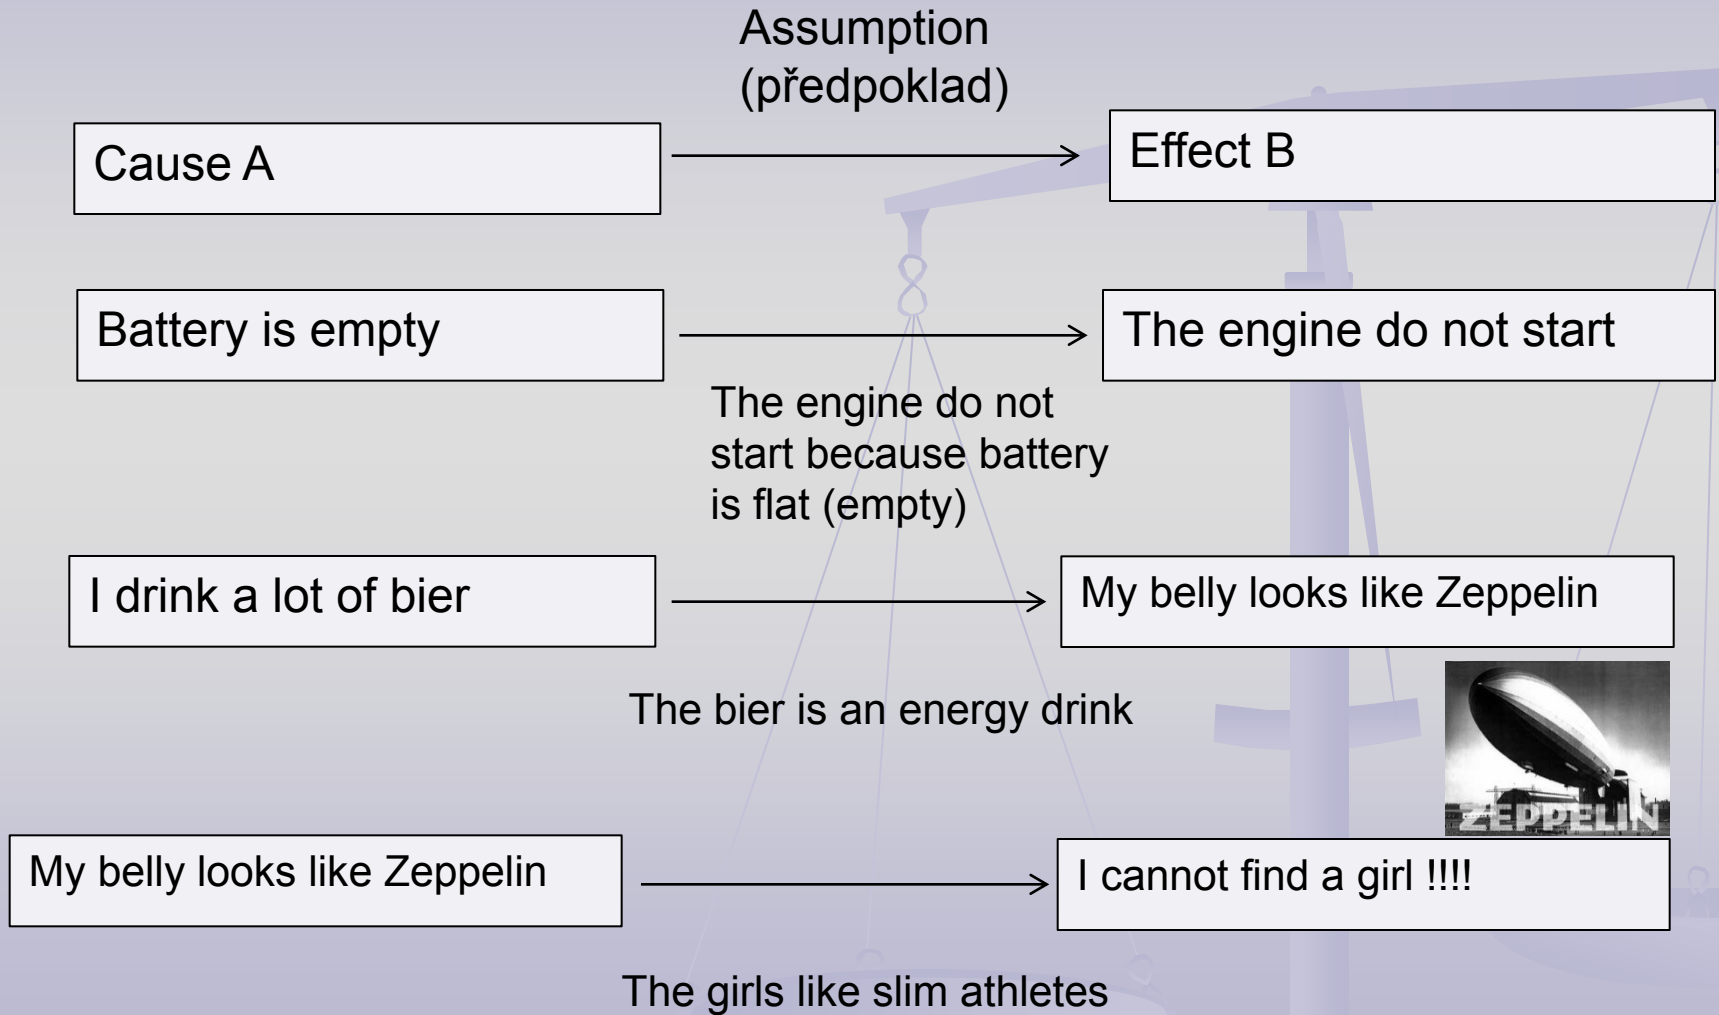 Assumption
(předpoklad)
Cause A
Effect B
Battery is empty
The engine do not start
The engine do not
start because battery
is flat (empty)
I drink a lot of bier
My belly looks like Zeppelin
The bier is an energy drink
ZEPPELIN
My belly looks like Zeppelin
I cannot find a girl !!!!
The girls like slim athletes